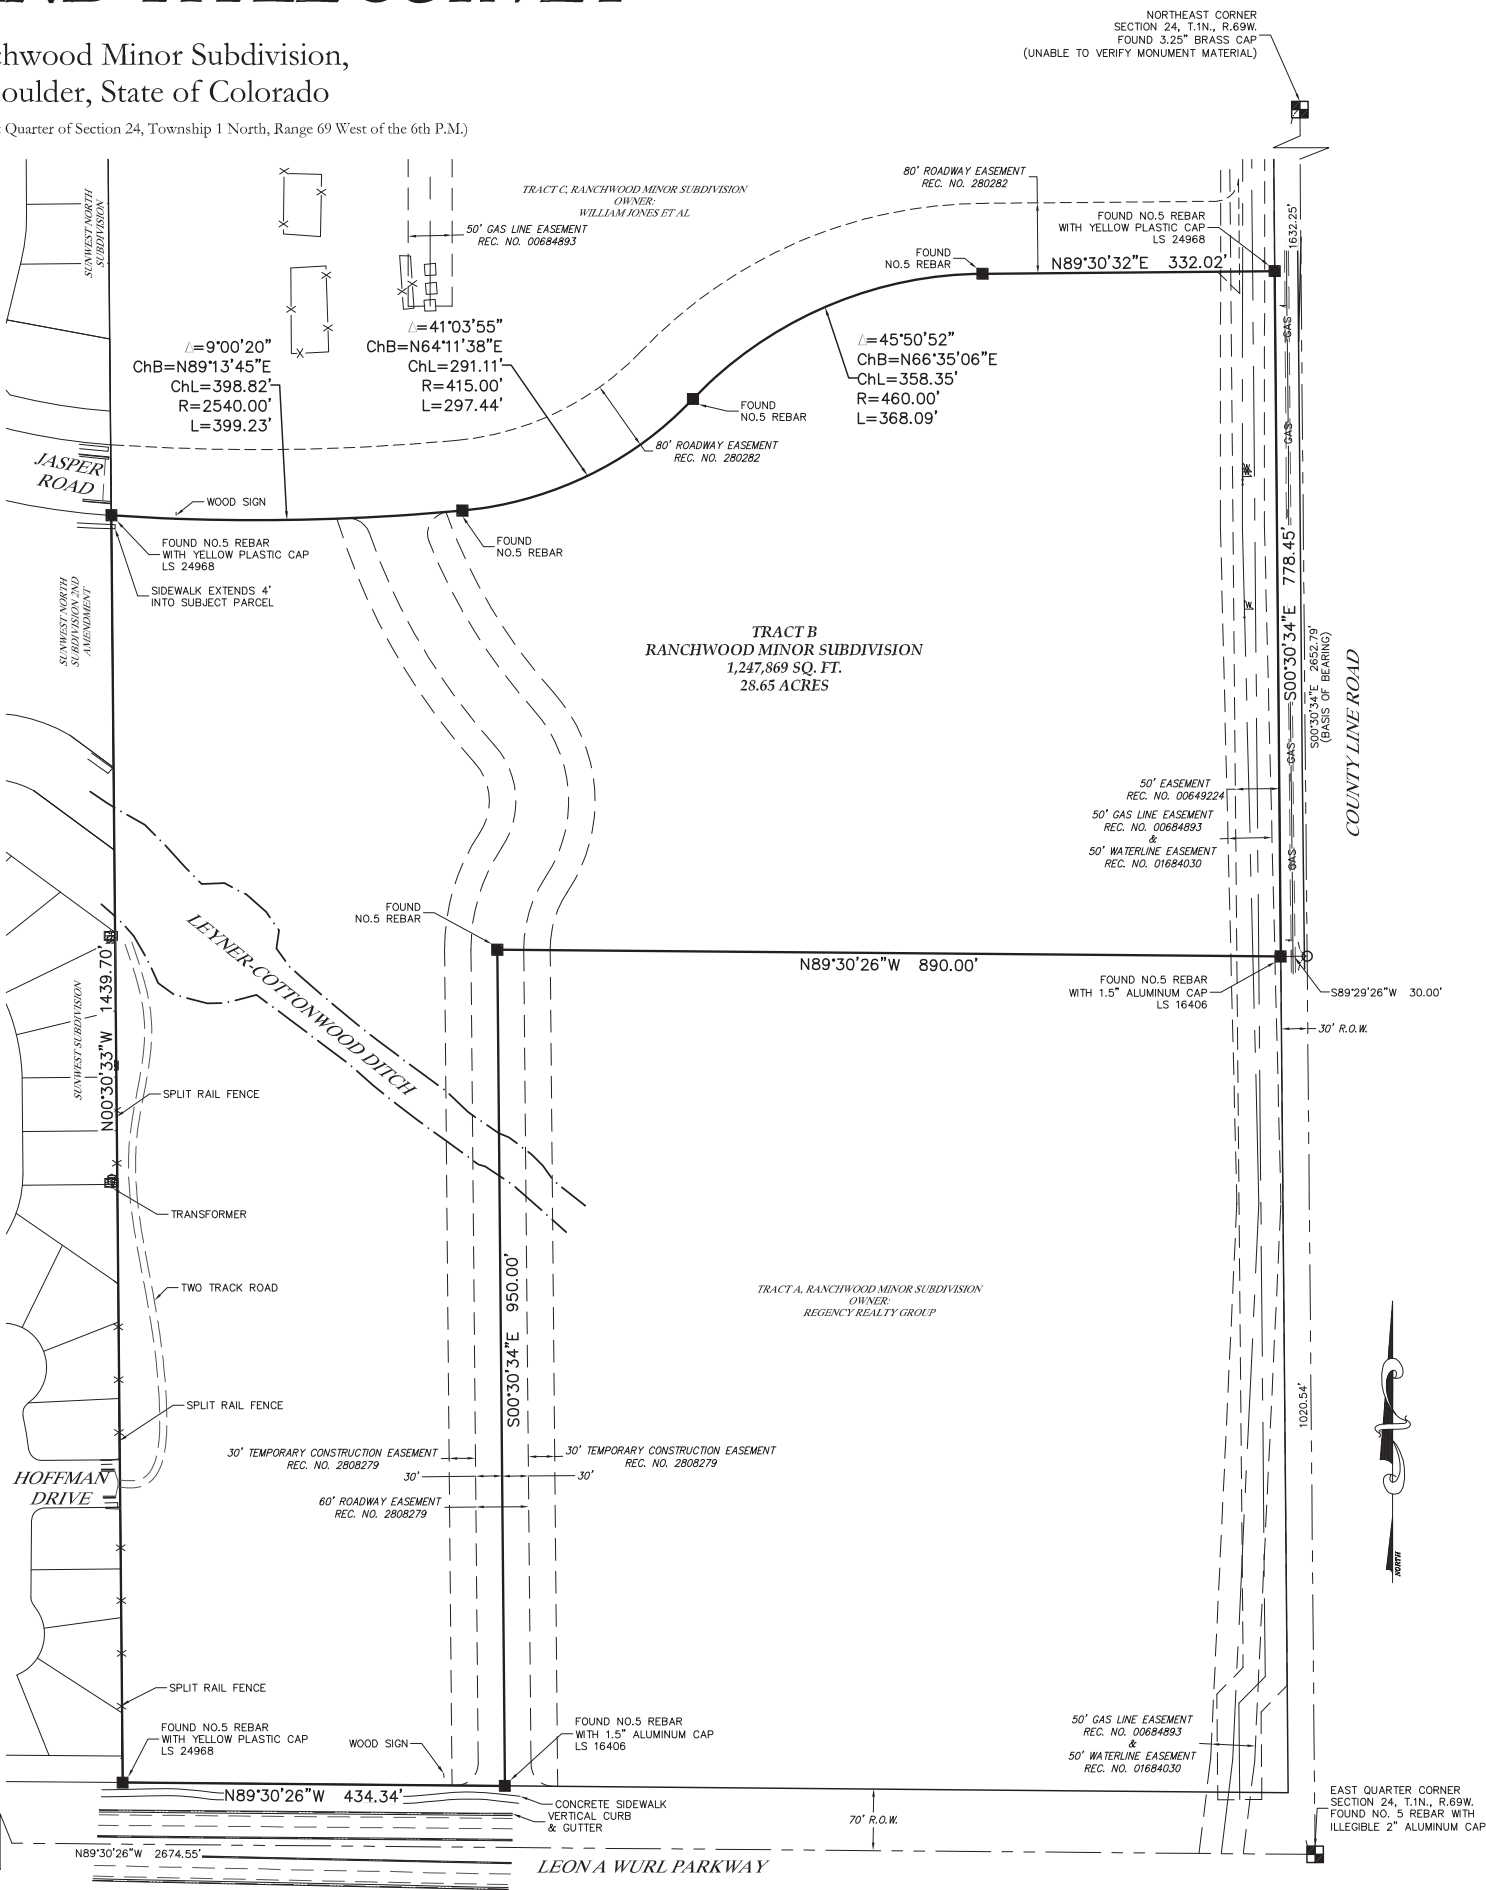 AND TITLE SURVEY
chwood Minor Subdivision,
oulder, State of Colorado
t Quarter of Section 24, Township 1 North, Range 69 West of the 6th P.M.)
NORTHEAST CORNER
SECTION 24, T.1N., R.69W.
FOUND 3.25" BRASS CAP
(UNABLE TO VERIFY MONUMENT MATERIAL)
SUNWEST NORTH
SUBDIVISION
TRACT C, RANCHWOOD MINOR SUBDIVISION
OWNER:
WILLIAM JONES ET AL
50' GAS LINE EASEMENT
REC. NO. 00684893
80' ROADWAY EASEMENT
REC. NO. 280282
FOUND NO.5 REBAR
WITH YELLOW PLASTIC CAP
LS 24968
1632.25'
FOUND
NO.5 REBAR
N89°30'32"E 332.02'
△=9°00'20"
ChB=N89°13'45"E
ChL=398.82'
R=2540.00'
L=399.23'
△=41°03'55"
ChB=N64°11'38"E
ChL=291.11'
R=415.00'
L=297.44'
△=45°50'52"
ChB=N66°35'06"E
ChL=358.35'
R=460.00'
L=368.09'
GAS
GAS
FOUND
NO.5 REBAR
80' ROADWAY EASEMENT
REC. NO. 280282
JASPER
ROAD
WOOD SIGN
W
FOUND NO.5 REBAR
WITH YELLOW PLASTIC CAP
LS 24968
FOUND
NO.5 REBAR
SIDEWALK EXTENDS 4'
INTO SUBJECT PARCEL
SUNWEST NORTH
SUBDIVISION 2ND
AMENDMENT
W
TRACT B
RANCHWOOD MINOR SUBDIVISION
1,247,869 SQ. FT.
28.65 ACRES
S00°30'34"E 778.45'
S00°30'34"E 2652.79'
(BASIS OF BEARING)
COUNTY LINE ROAD
GAS
GAS
50' EASEMENT
REC. NO. 00649224
50' GAS LINE EASEMENT
REC. NO. 00684893
&
50' WATERLINE EASEMENT
REC. NO. 01684030
LEYNER-COTTONWOOD DITCH
FOUND
NO.5 REBAR
N89°30'26"W 890.00'
FOUND NO.5 REBAR
WITH 1.5" ALUMINUM CAP
LS 16406
S89°29'26"W 30.00'
30' R.O.W.
SUNWEST SUBDIVISION
N00°30'33"W 1439.70'
SPLIT RAIL FENCE
TRANSFORMER
TWO TRACK ROAD
S00°30'34"E 950.00'
TRACT A, RANCHWOOD MINOR SUBDIVISION
OWNER:
REGENCY REALTY GROUP
1020.54'
SPLIT RAIL FENCE
30' TEMPORARY CONSTRUCTION EASEMENT
REC. NO. 2808279
30' TEMPORARY CONSTRUCTION EASEMENT
REC. NO. 2808279
30'
30'
60' ROADWAY EASEMENT
REC. NO. 2808279
HOFFMAN
DRIVE
NORTH
SPLIT RAIL FENCE
FOUND NO.5 REBAR
WITH YELLOW PLASTIC CAP
LS 24968
WOOD SIGN
FOUND NO.5 REBAR
WITH 1.5" ALUMINUM CAP
LS 16406
50' GAS LINE EASEMENT
REC. NO. 00684893
&
50' WATERLINE EASEMENT
REC. NO. 01684030
N89°30'26"W 434.34'
CONCRETE SIDEWALK
VERTICAL CURB
& GUTTER
70' R.O.W.
EAST QUARTER CORNER
SECTION 24, T.1N., R.69W.
FOUND NO. 5 REBAR WITH
ILLEGIBLE 2" ALUMINUM CAP
N89°30'26"W 2674.55'
LEON A WURL PARKWAY